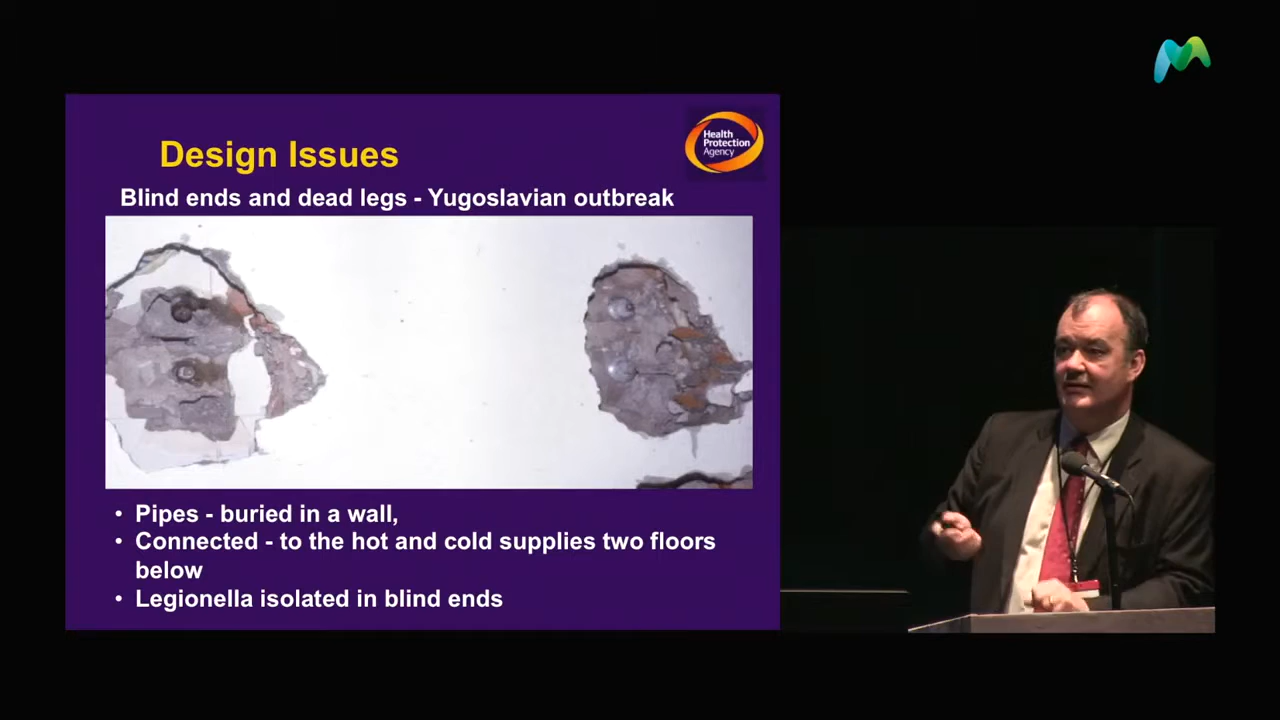 Design Issues
Health
Protection
Agency
Blind ends and dead legs - Yugoslavian outbreak
• Pipes - buried in a wall,
• Connected - to the hot and cold supplies two floors
below
• Legionella isolated in blind ends